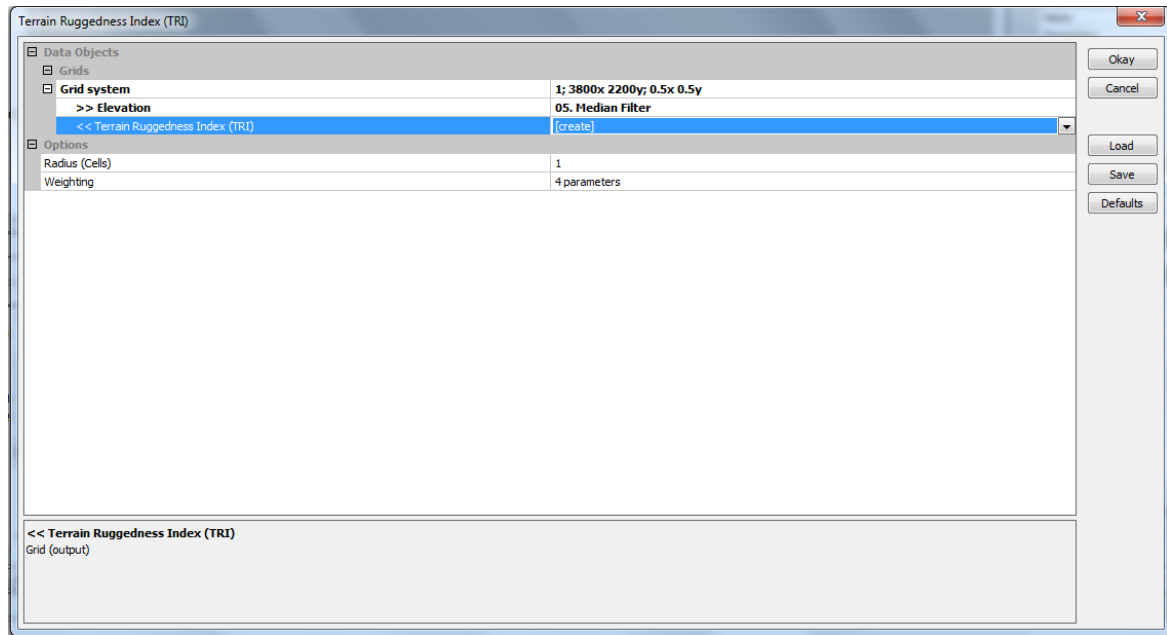 Terrain Ruggedness Index (TRI)
Data Objects
Okay
Grids
Grid system 1; 3800x 2200y; 0.5x 0.5y
Cancel
>> Elevation 05. Median Filter
<< Terrain Ruggedness Index (TRI) [create]
Options
Load
Radius (Cells) 1
Save
Weighting 4 parameters
Defaults
<< Terrain Ruggedness Index (TRI)
Grid (output)